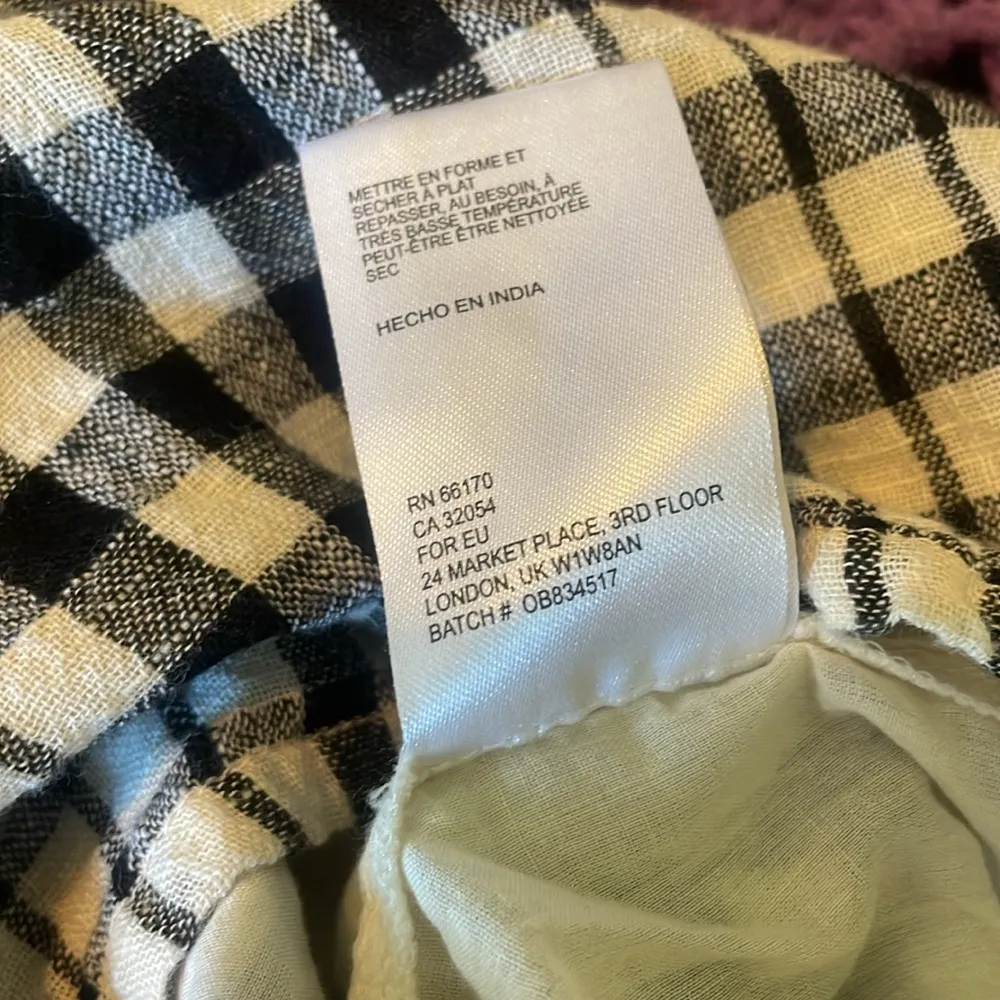 METTRE EN FORME ET
SECHER À PLAT
REPASSER, AU BESOIN, À
TRÈS BASSE TEMPÉRATURE
PEUT-ÊTRE ÊTRE NETTOYÉE
SEC
HECHO EN INDIA
RN 66170
CA 32054
FOR EU
24 MARKET PLACE, 3RD FLOOR
LONDON, UK W1W8AN
BATCH # OB834517